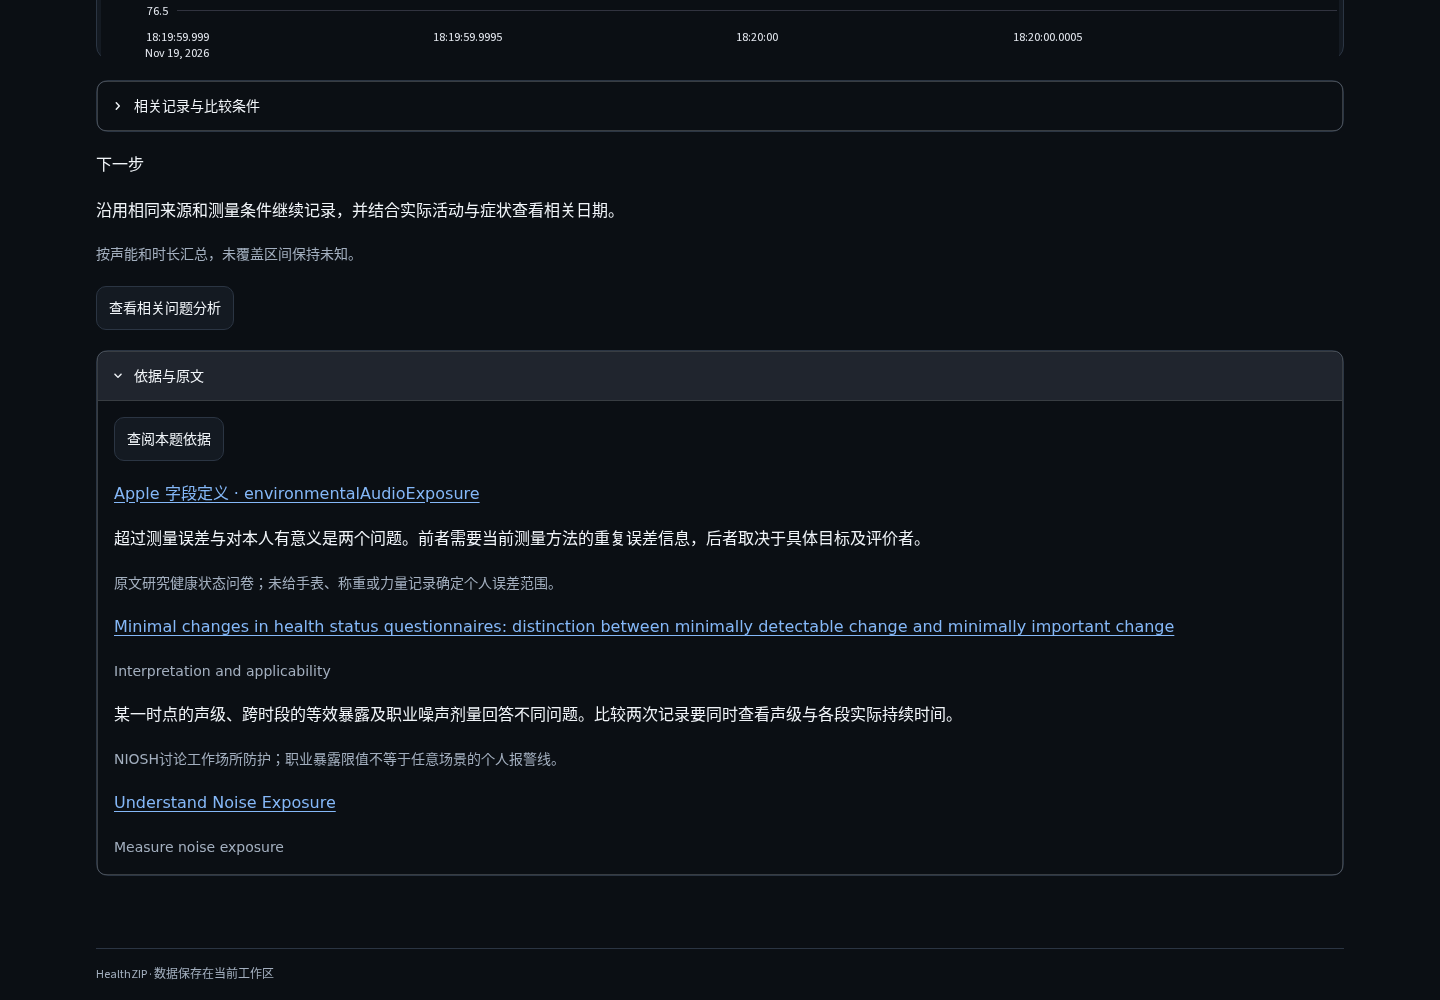 76.5
18:19:59.999 18:19:59.9995 18:20:00 18:20:00.0005
Nov 19, 2026
相关记录与比较条件
下一步
沿用相同来源和测量条件继续记录，并结合实际活动与症状查看相关日期。
按声能和时长汇总，未覆盖区间保持未知。
查看相关问题分析
依据与原文
查阅本题依据
Apple 字段定义 · environmentalAudioExposure
超过测量误差与对本人有意义是两个问题。前者需要当前测量方法的重复误差信息，后者取决于具体目标及评价者。
原文研究健康状态问卷；未给手表、称重或力量记录确定个人误差范围。
Minimal changes in health status questionnaires: distinction between minimally detectable change and minimally important change
Interpretation and applicability
某一时点的声级、跨时段的等效暴露及职业噪声剂量回答不同问题。比较两次记录要同时查看声级与各段实际持续时间。
NIOSH讨论工作场所防护；职业暴露限值不等于任意场景的个人报警线。
Understand Noise Exposure
Measure noise exposure
HealthZIP · 数据保存在当前工作区